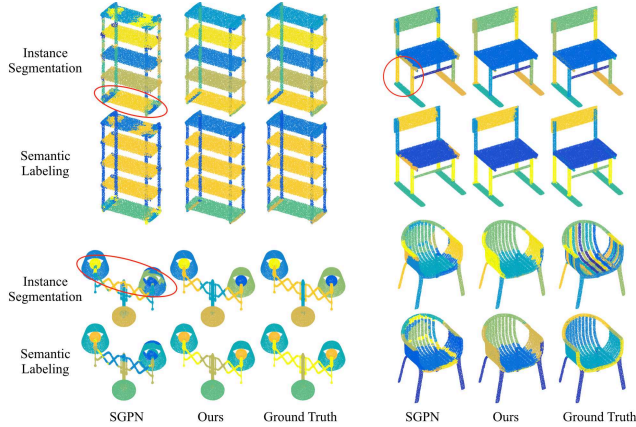 Instance
Segmentation
Semantic
Labeling
Instance
Segmentation
Semantic
Labeling
SGPN Ours Ground Truth SGPN Ours Ground Truth